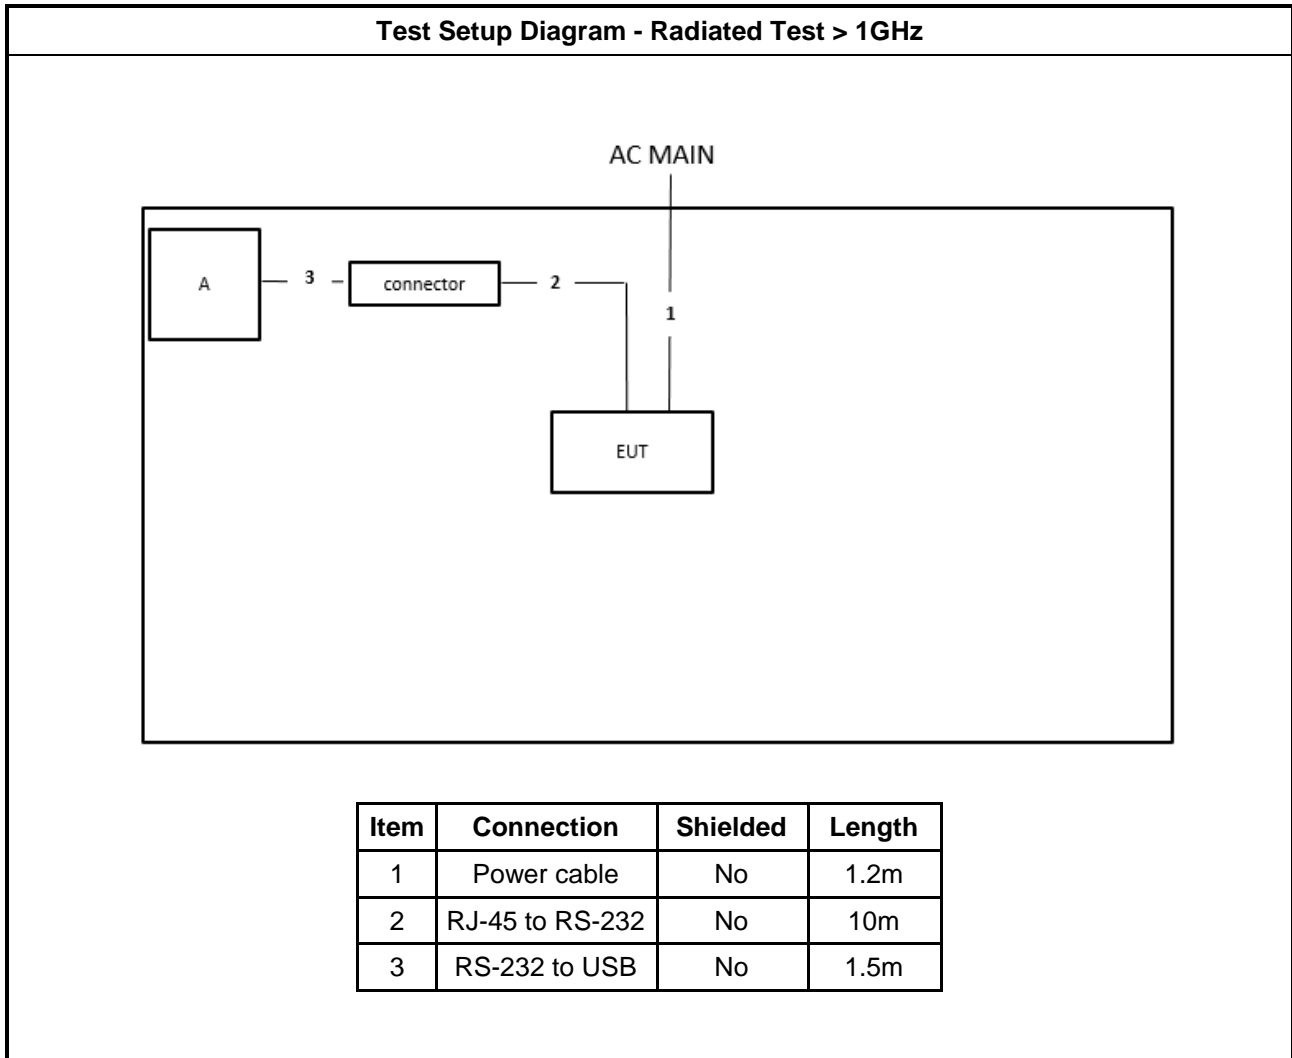 Test Setup Diagram - Radiated Test > 1GHz
AC MAIN
A
3
connector
2
1
EUT
Item Connection Shielded Length
1 Power cable No 1.2m
2 RJ-45 to RS-232 No 10m
3 RS-232 to USB No 1.5m